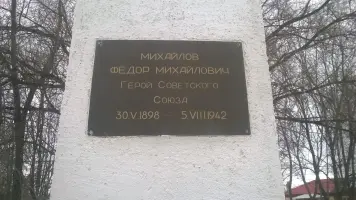 МИХАЙЛОВ
ФЕДОР МИХАЙЛОВИЧ
ГЕРОЙ СОВЕТСКОГО
СОЮЗА
30.V.1898 - 5.VIII.1942